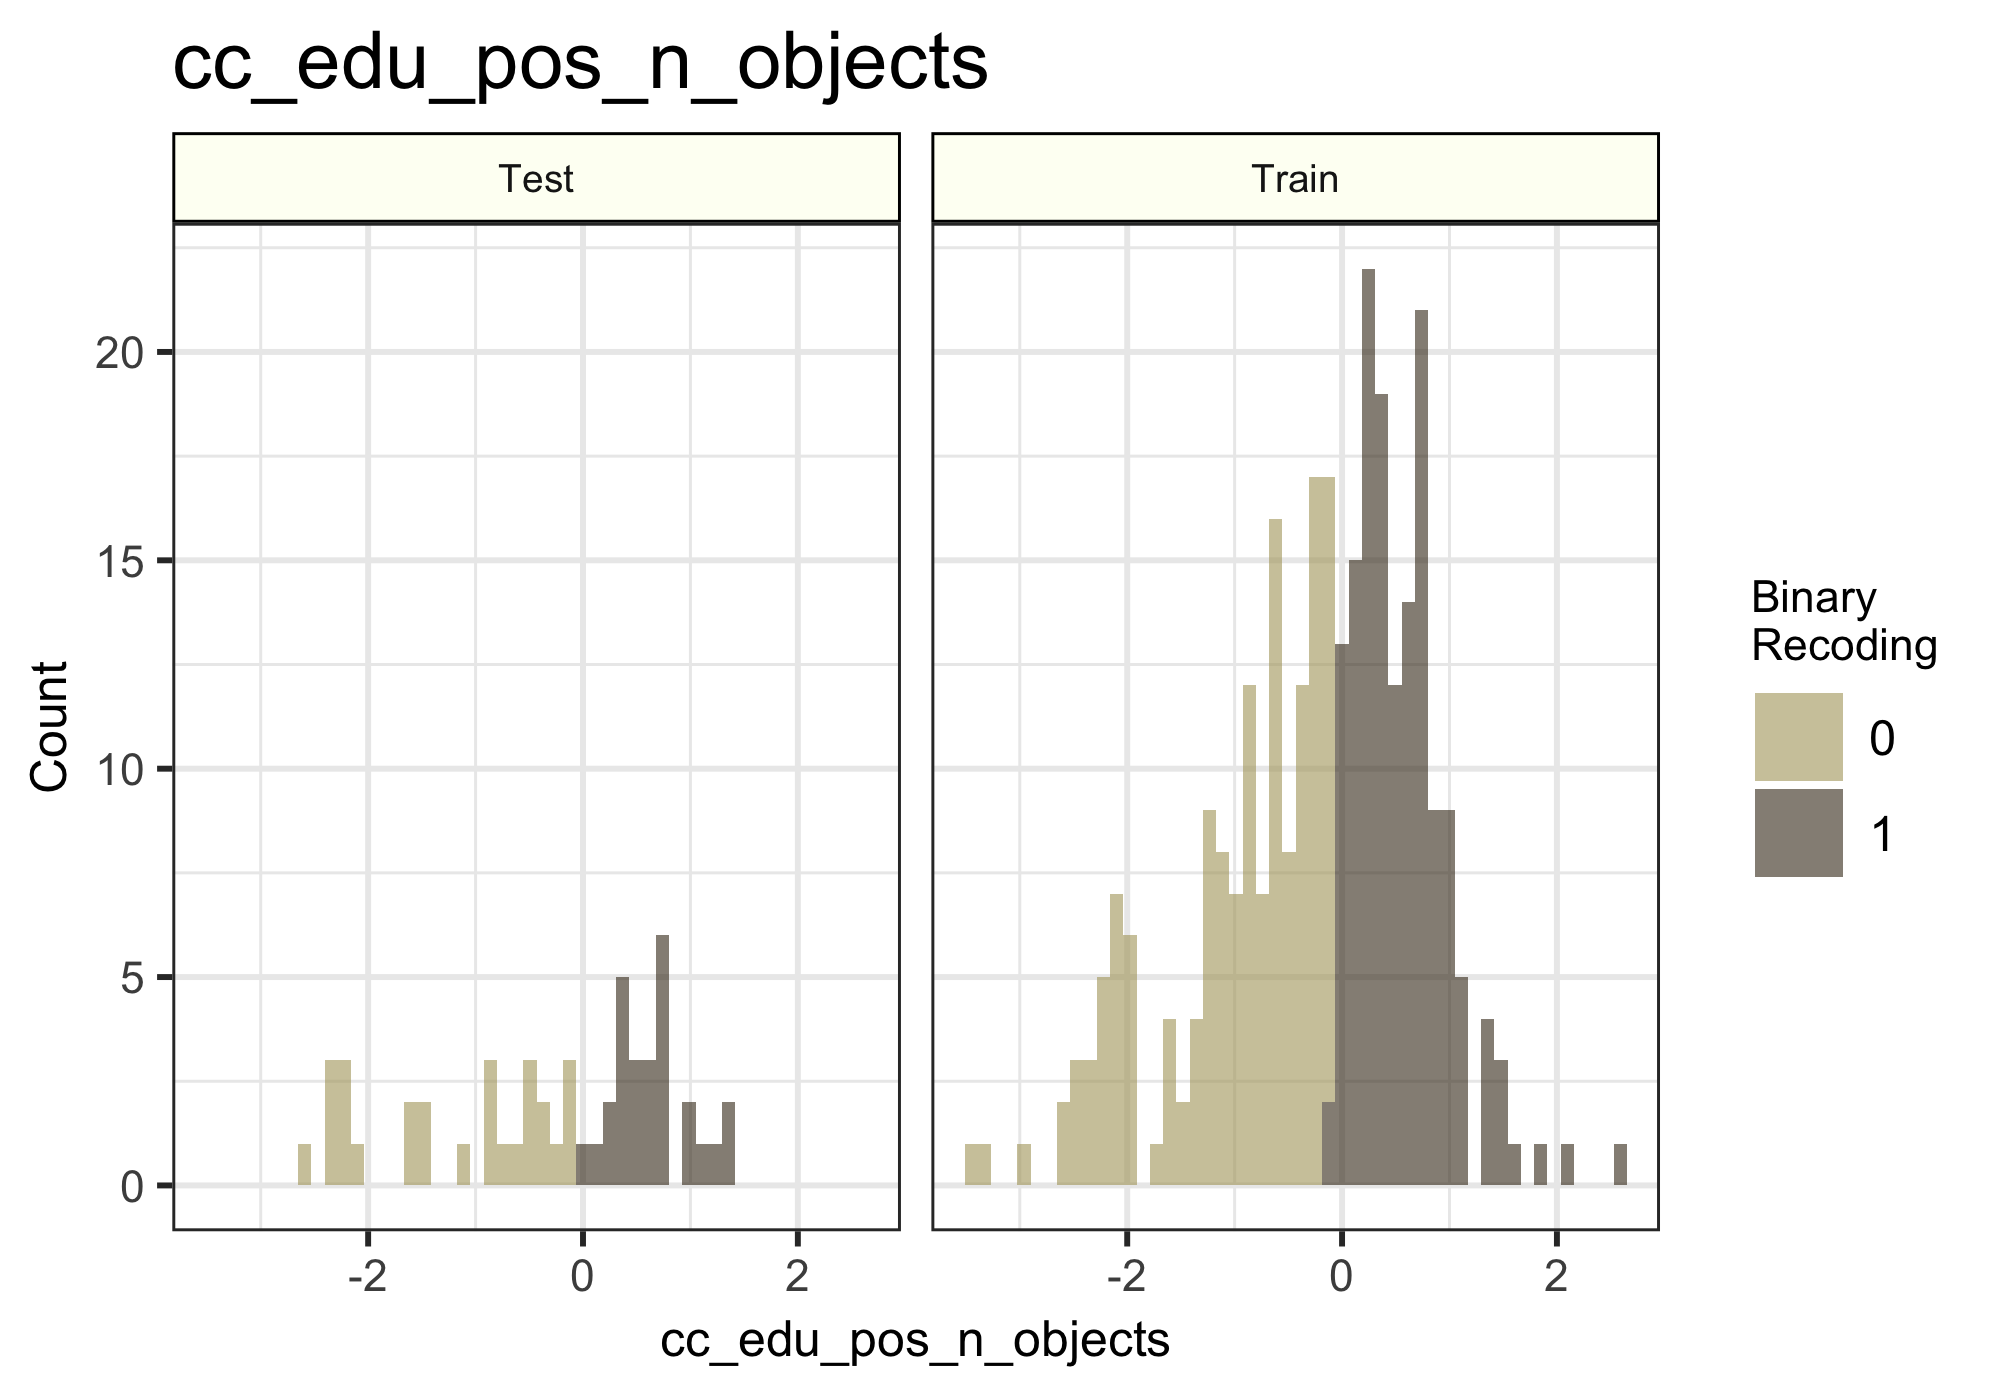 cc_edu_pos_n_objects
Test
Train
20
15
10
5
0
Count
-2
0
2
-2
0
2
cc_edu_pos_n_objects
Binary
Recoding
0
1